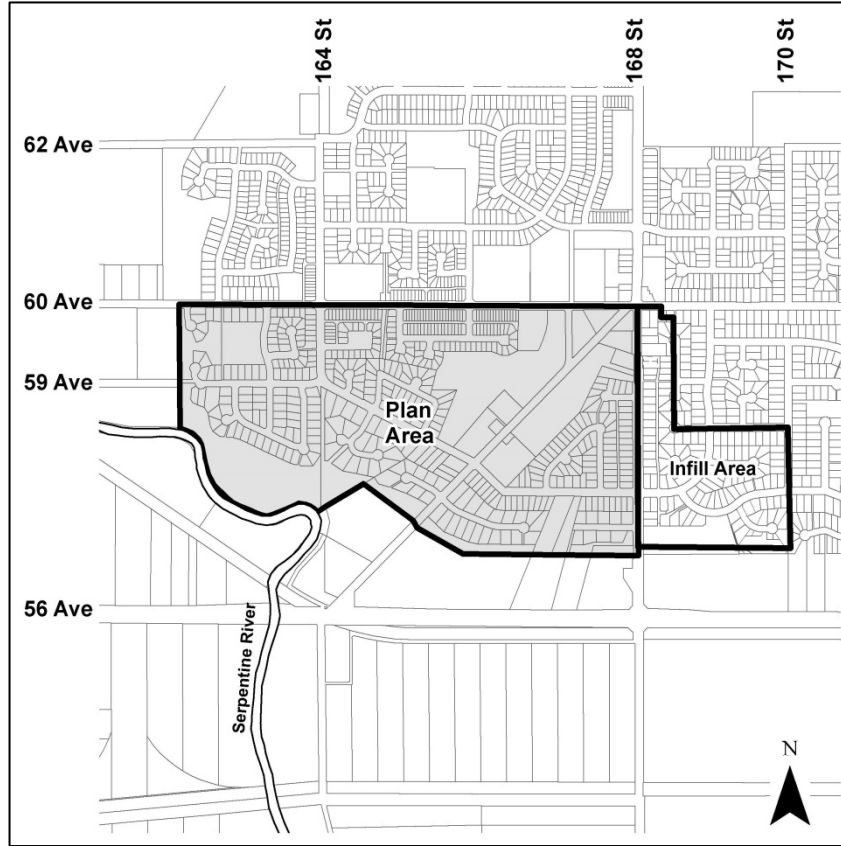 164 St
168 St
170 St
62 Ave
60 Ave
59 Ave
Plan
Area
Infill Area
56 Ave
Serpentine River
N